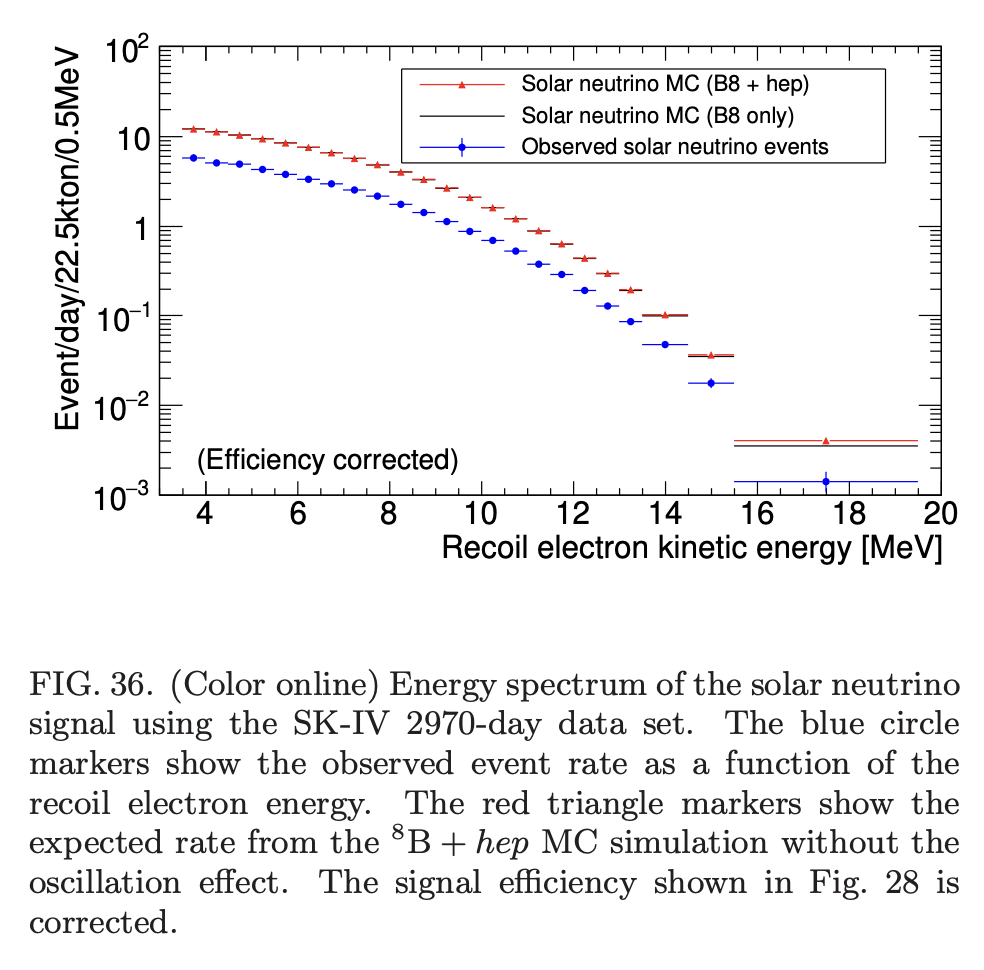 10²
10
1
10⁻¹
10⁻²
10⁻³
Event/day/22.5kton/0.5MeV
Solar neutrino MC (B8 + hep)
Solar neutrino MC (B8 only)
Observed solar neutrino events
(Efficiency corrected)
4 6 8 10 12 14 16 18 20
Recoil electron kinetic energy [MeV]
FIG. 36. (Color online) Energy spectrum of the solar neutrino
signal using the SK-IV 2970-day data set. The blue circle
markers show the observed event rate as a function of the
recoil electron energy. The red triangle markers show the
expected rate from the ⁸B + hep MC simulation without the
oscillation effect. The signal efficiency shown in Fig. 28 is
corrected.